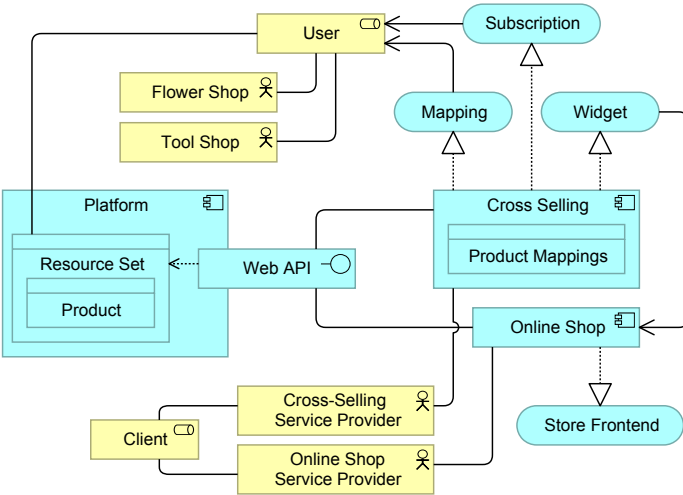 Subscription
User
Flower Shop
Mapping
Widget
Tool Shop
Platform
Cross Selling
Resource Set
Web API
Product Mappings
Product
Online Shop
Cross-Selling
Service Provider
Client
Store Frontend
Online Shop
Service Provider